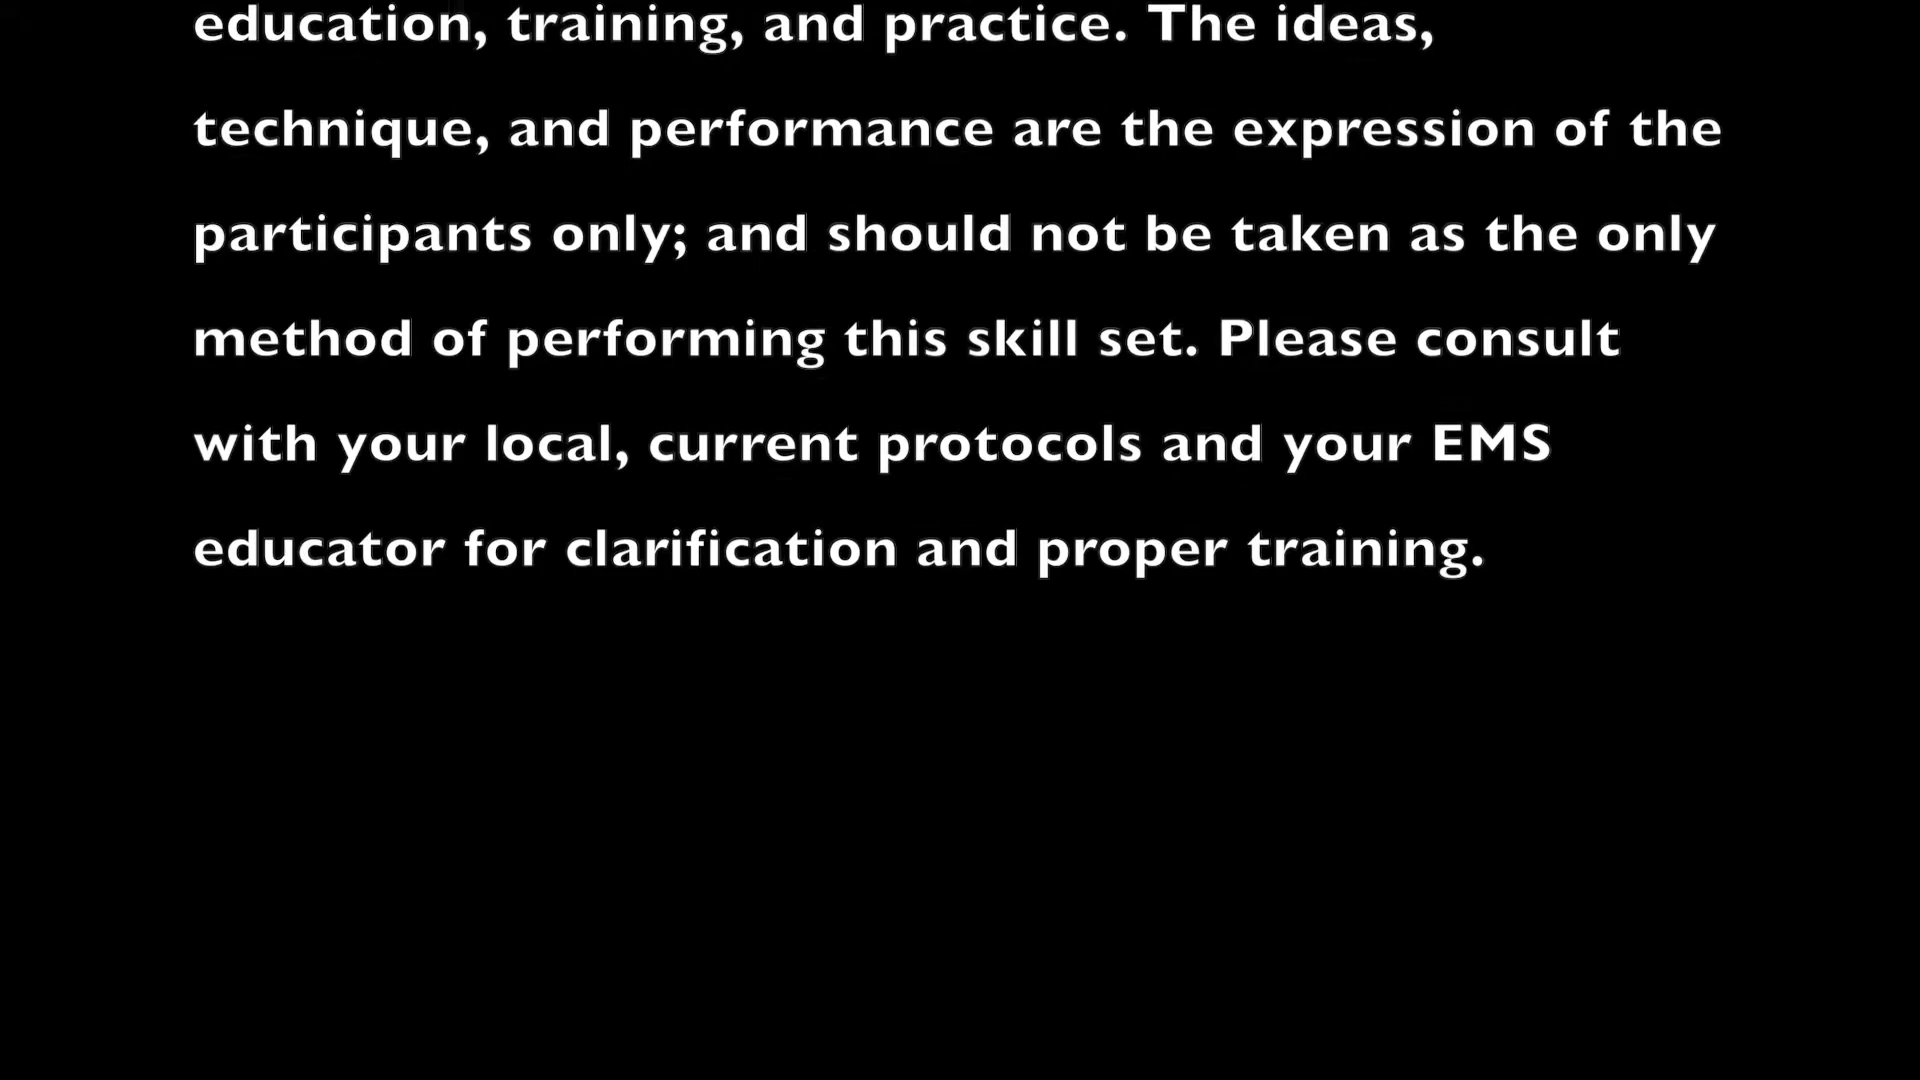 education, training, and practice. The ideas,
technique, and performance are the expression of the
participants only; and should not be taken as the only
method of performing this skill set. Please consult
with your local, current protocols and your EMS
educator for clarification and proper training.